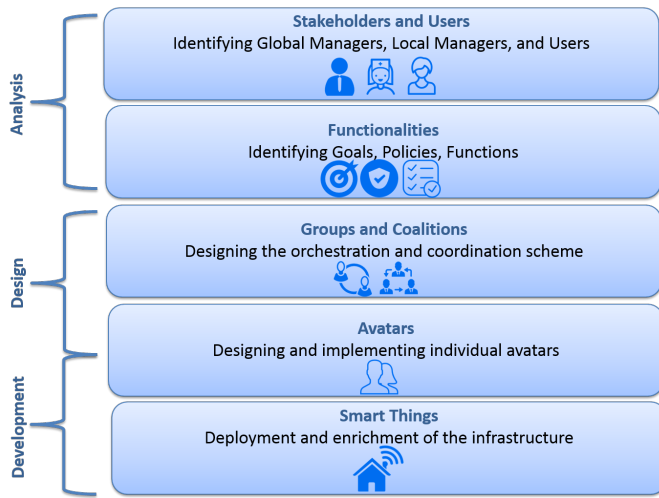 Analysis
Stakeholders and Users
Identifying Global Managers, Local Managers, and Users
Functionalities
Identifying Goals, Policies, Functions
Design
Groups and Coalitions
Designing the orchestration and coordination scheme
Avatars
Designing and implementing individual avatars
Development
Smart Things
Deployment and enrichment of the infrastructure